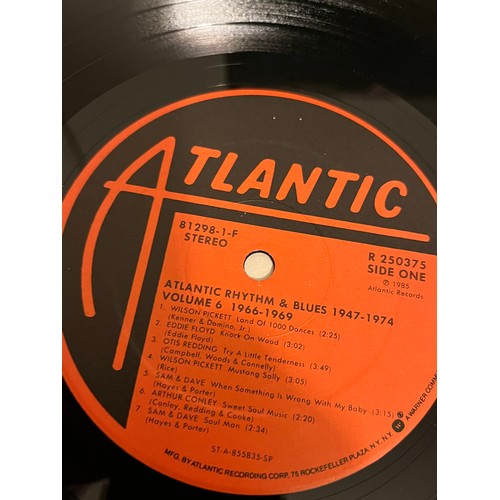 ATLANTIC
81298-1-F
STEREO
R 250375
SIDE ONE
℗ 1985
Atlantic Records
ATLANTIC RHYTHM & BLUES 1947-1974
VOLUME 6 1966-1969
1. WILSON PICKETT Land Of 1000 Dances (2:25)
(Kenner & Domino, Jr.)
2. EDDIE FLOYD Knock On Wood (3:02)
(Eddie Floyd)
3. OTIS REDDING Try A Little Tenderness (3:49)
(Campbell, Woods & Connelly)
4. WILSON PICKETT Mustang Sally (3:05)
(Rice)
5. SAM & DAVE When Something Is Wrong With My Baby (3:15)
(Hayes & Porter)
6. ARTHUR CONLEY Sweet Soul Music (2:20)
(Conley, Redding & Cooke)
7. SAM & DAVE Soul Man (2:34)
(Hayes & Porter)
ST-A-855835-SP
MFG. BY ATLANTIC RECORDING CORP., 75 ROCKEFELLER PLAZA, N.Y., N.Y. A WARNER COMM